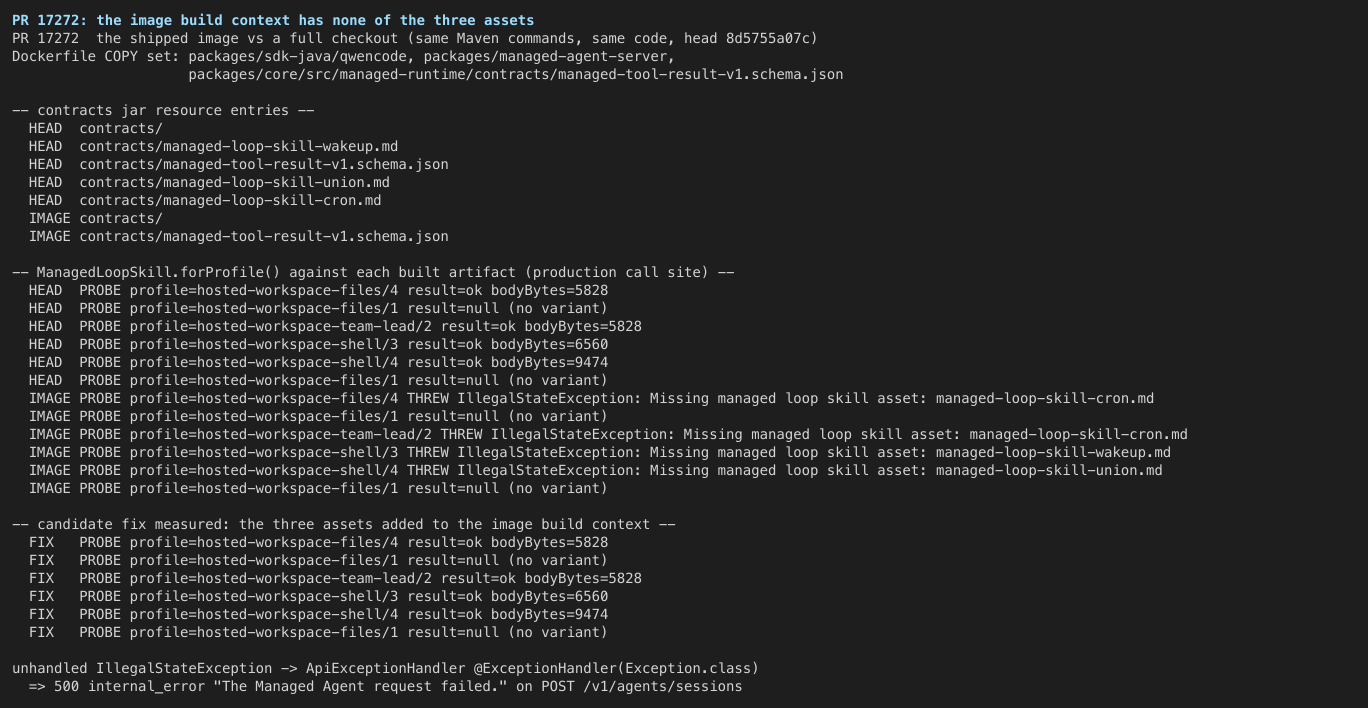 PR 17272: the image build context has none of the three assets
PR 17272  the shipped image vs a full checkout (same Maven commands, same code, head 8d5755a07c)
Dockerfile COPY set: packages/sdk-java/qwencode, packages/managed-agent-server,
                     packages/core/src/managed-runtime/contracts/managed-tool-result-v1.schema.json

-- contracts jar resource entries --
  HEAD  contracts/
  HEAD  contracts/managed-loop-skill-wakeup.md
  HEAD  contracts/managed-tool-result-v1.schema.json
  HEAD  contracts/managed-loop-skill-union.md
  HEAD  contracts/managed-loop-skill-cron.md
  IMAGE contracts/
  IMAGE contracts/managed-tool-result-v1.schema.json

-- ManagedLoopSkill.forProfile() against each built artifact (production call site) --
  HEAD  PROBE profile=hosted-workspace-files/4 result=ok bodyBytes=5828
  HEAD  PROBE profile=hosted-workspace-files/1 result=null (no variant)
  HEAD  PROBE profile=hosted-workspace-team-lead/2 result=ok bodyBytes=5828
  HEAD  PROBE profile=hosted-workspace-shell/3 result=ok bodyBytes=6560
  HEAD  PROBE profile=hosted-workspace-shell/4 result=ok bodyBytes=9474
  HEAD  PROBE profile=hosted-workspace-files/1 result=null (no variant)
  IMAGE PROBE profile=hosted-workspace-files/4 THREW IllegalStateException: Missing managed loop skill asset: managed-loop-skill-cron.md
  IMAGE PROBE profile=hosted-workspace-files/1 result=null (no variant)
  IMAGE PROBE profile=hosted-workspace-team-lead/2 THREW IllegalStateException: Missing managed loop skill asset: managed-loop-skill-cron.md
  IMAGE PROBE profile=hosted-workspace-shell/3 THREW IllegalStateException: Missing managed loop skill asset: managed-loop-skill-wakeup.md
  IMAGE PROBE profile=hosted-workspace-shell/4 THREW IllegalStateException: Missing managed loop skill asset: managed-loop-skill-union.md
  IMAGE PROBE profile=hosted-workspace-files/1 result=null (no variant)

-- candidate fix measured: the three assets added to the image build context --
  FIX   PROBE profile=hosted-workspace-files/4 result=ok bodyBytes=5828
  FIX   PROBE profile=hosted-workspace-files/1 result=null (no variant)
  FIX   PROBE profile=hosted-workspace-team-lead/2 result=ok bodyBytes=5828
  FIX   PROBE profile=hosted-workspace-shell/3 result=ok bodyBytes=6560
  FIX   PROBE profile=hosted-workspace-shell/4 result=ok bodyBytes=9474
  FIX   PROBE profile=hosted-workspace-files/1 result=null (no variant)

unhandled IllegalStateException -> ApiExceptionHandler @ExceptionHandler(Exception.class)
  => 500 internal_error "The Managed Agent request failed." on POST /v1/agents/sessions